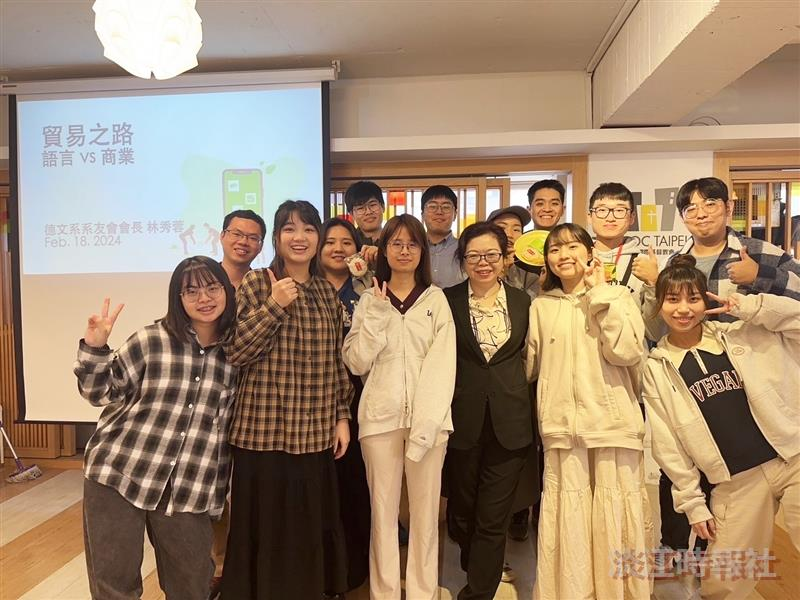 貿易之路
語言 VS 商業
德文系系友會會長 林秀蓉
Feb. 18. 2024
OC TAIPEI
VEGAN
淡江時報社